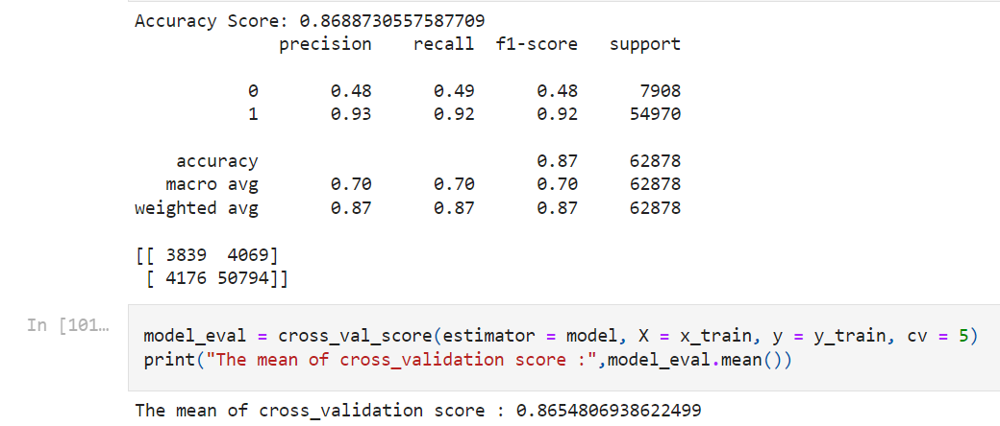 Accuracy Score: 0.8688730557587709
precision recall f1-score support
0 0.48 0.49 0.48 7908
1 0.93 0.92 0.92 54970
accuracy 0.87 62878
macro avg 0.70 0.70 0.70 62878
weighted avg 0.87 0.87 0.87 62878
[[ 3839 4069]
[ 4176 50794]]
In [101…
model_eval = cross_val_score(estimator = model, X = x_train, y = y_train, cv = 5)
print("The mean of cross_validation score :",model_eval.mean())
The mean of cross_validation score : 0.8654806938622499